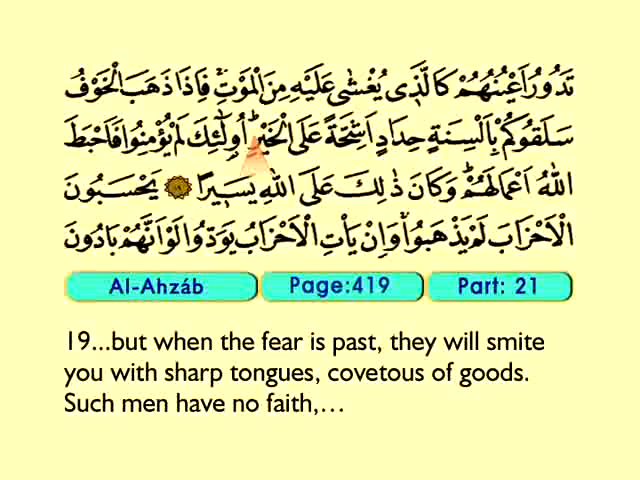 تَدُورُ اَعْيُنُهُمْ كَالَّذٖى يُغْشٰى عَلَيْهِ مِنَ الْمَوْتِۚ فَاِذَا ذَهَبَ الْخَوْفُ
سَلَقُوكُمْ بِاَلْسِنَةٍ حِدَادٍ اَشِحَّةً عَلَى الْخَيْرِۜ اُولٰٓئِكَ لَمْ يُؤْمِنُوا فَاَحْبَطَ
اللّٰهُ اَعْمَالَهُمْۜ وَكَانَ ذٰلِكَ عَلَى اللّٰهِ يَسٖيرًا ١٩ يَحْسَبُونَ
الْاَحْزَابَ لَمْ يَذْهَبُواۚ وَاِنْ يَاْتِ الْاَحْزَابُ يَوَدُّوا لَوْ اَنَّهُمْ بَادُونَ
Al-Ahzáb Page:419 Part: 21
19...but when the fear is past, they will smite
you with sharp tongues, covetous of goods.
Such men have no faith,...